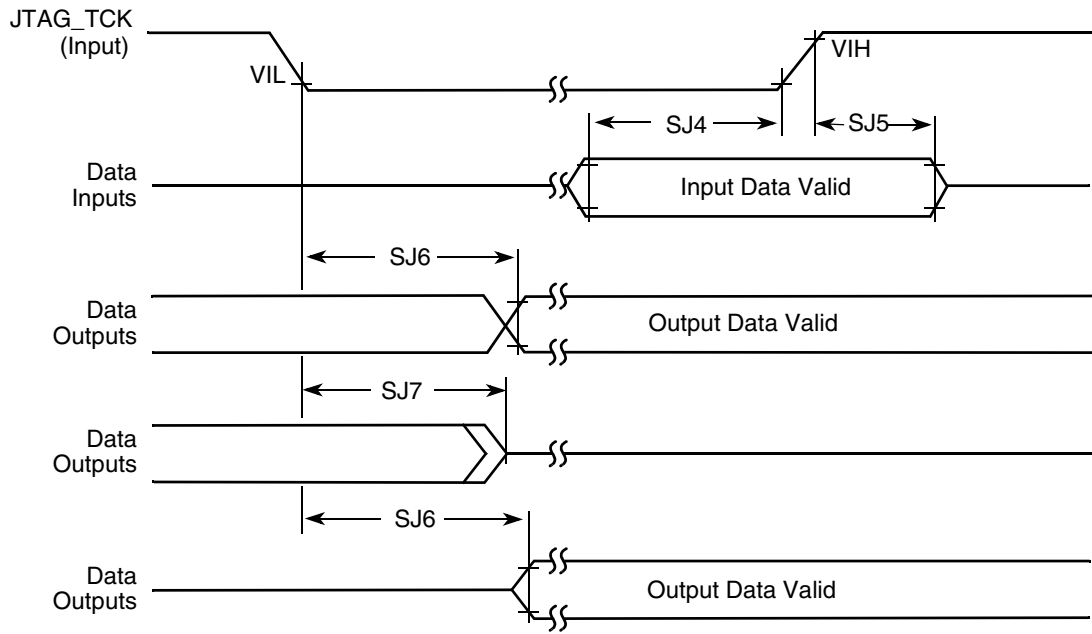 JTAG_TCK
(Input)
VIL
VIH
SJ4
SJ5
Data
Inputs
Input Data Valid
SJ6
Data
Outputs
Output Data Valid
SJ7
Data
Outputs
SJ6
Data
Outputs
Output Data Valid